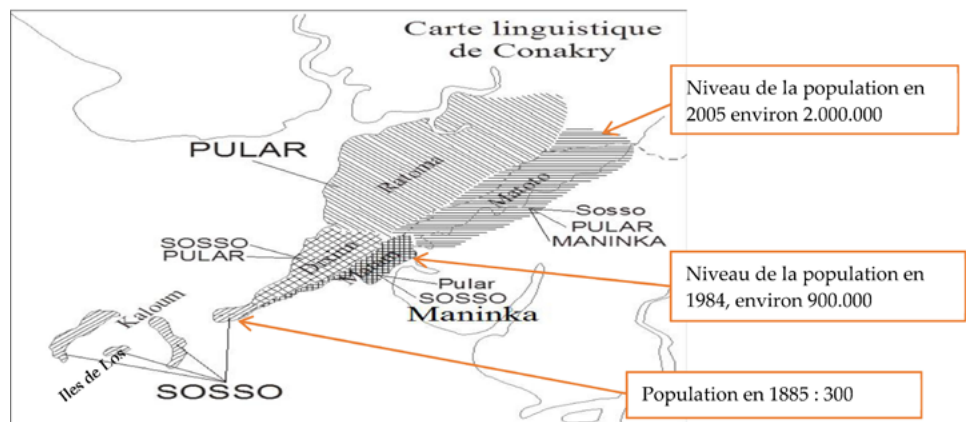 Carte linguistique
de Conakry
Niveau de la population en
2005 environ 2.000.000
PULAR
Ratoma
Matoto
Sosso
PULAR
MANINKA
SOSSO
PULAR
Dixinn
Matam
Pular
SOSSO
Maninka
Niveau de la population en
1984, environ 900.000
Kaloum
Iles de Los
SOSSO
Population en 1885 : 300